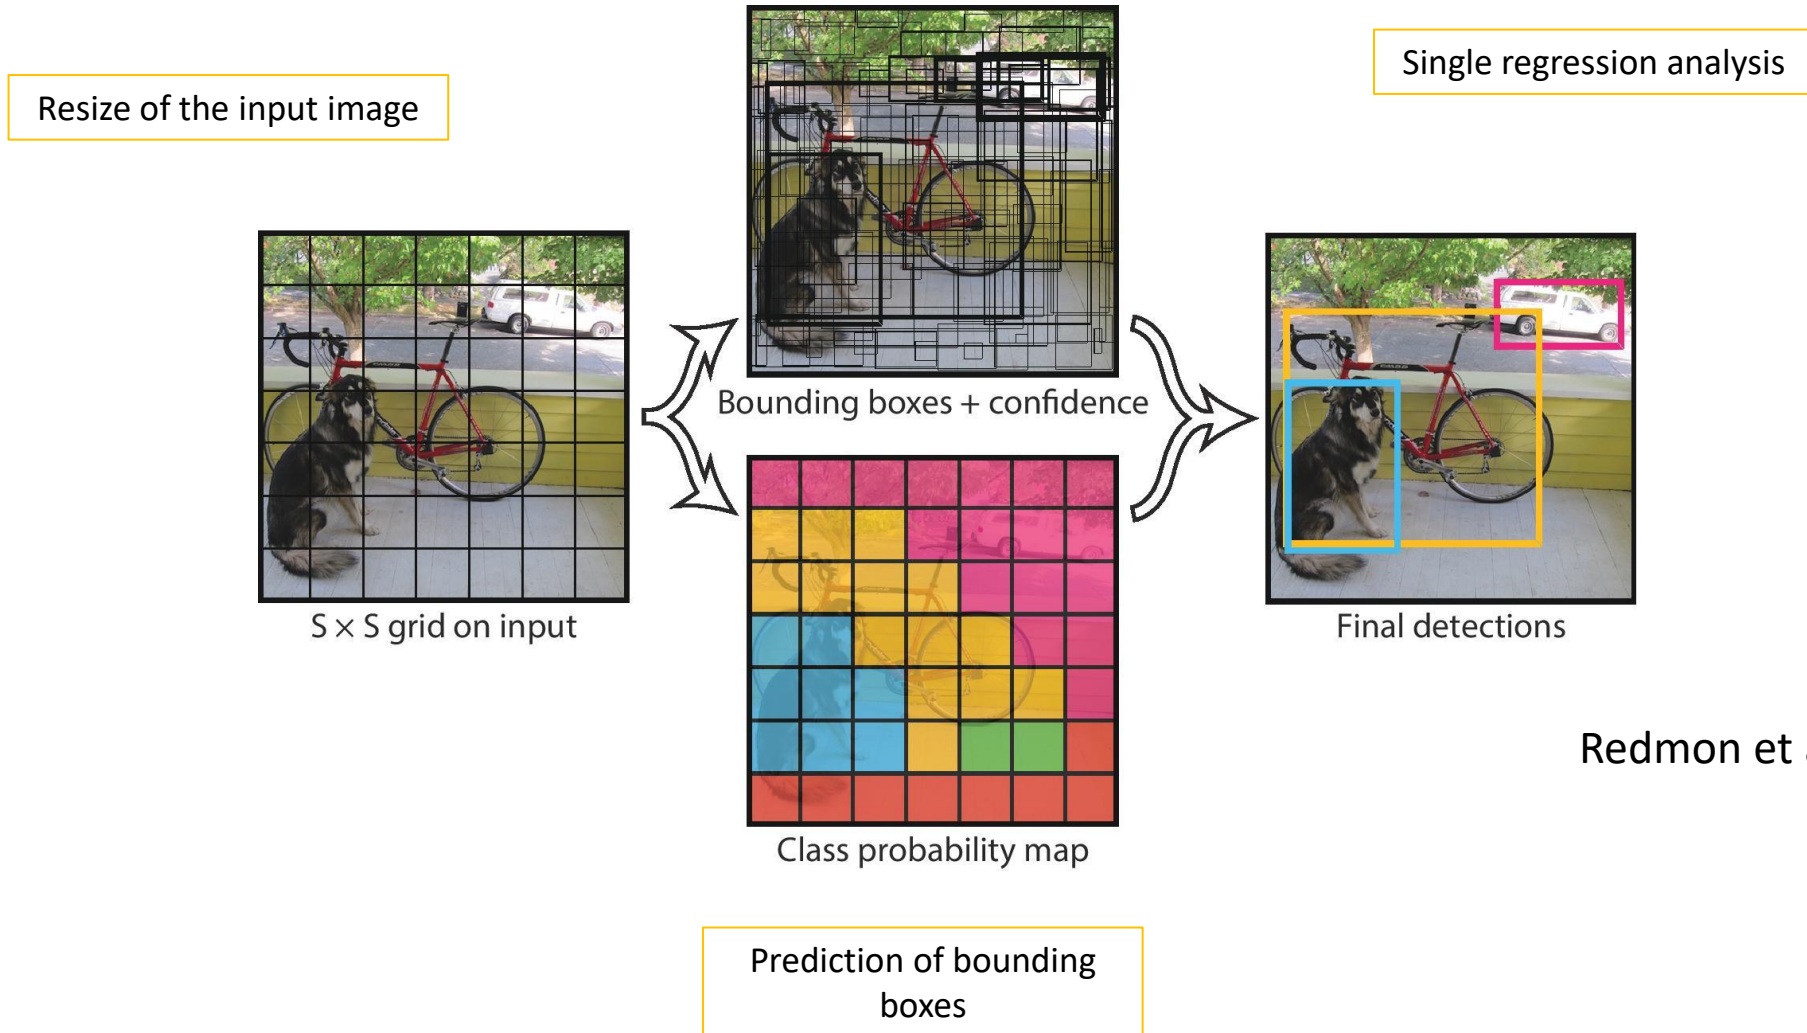 Resize of the input image
Single regression analysis
Bounding boxes + confidence
S × S grid on input
Class probability map
Final detections
Redmon et
Prediction of bounding
boxes